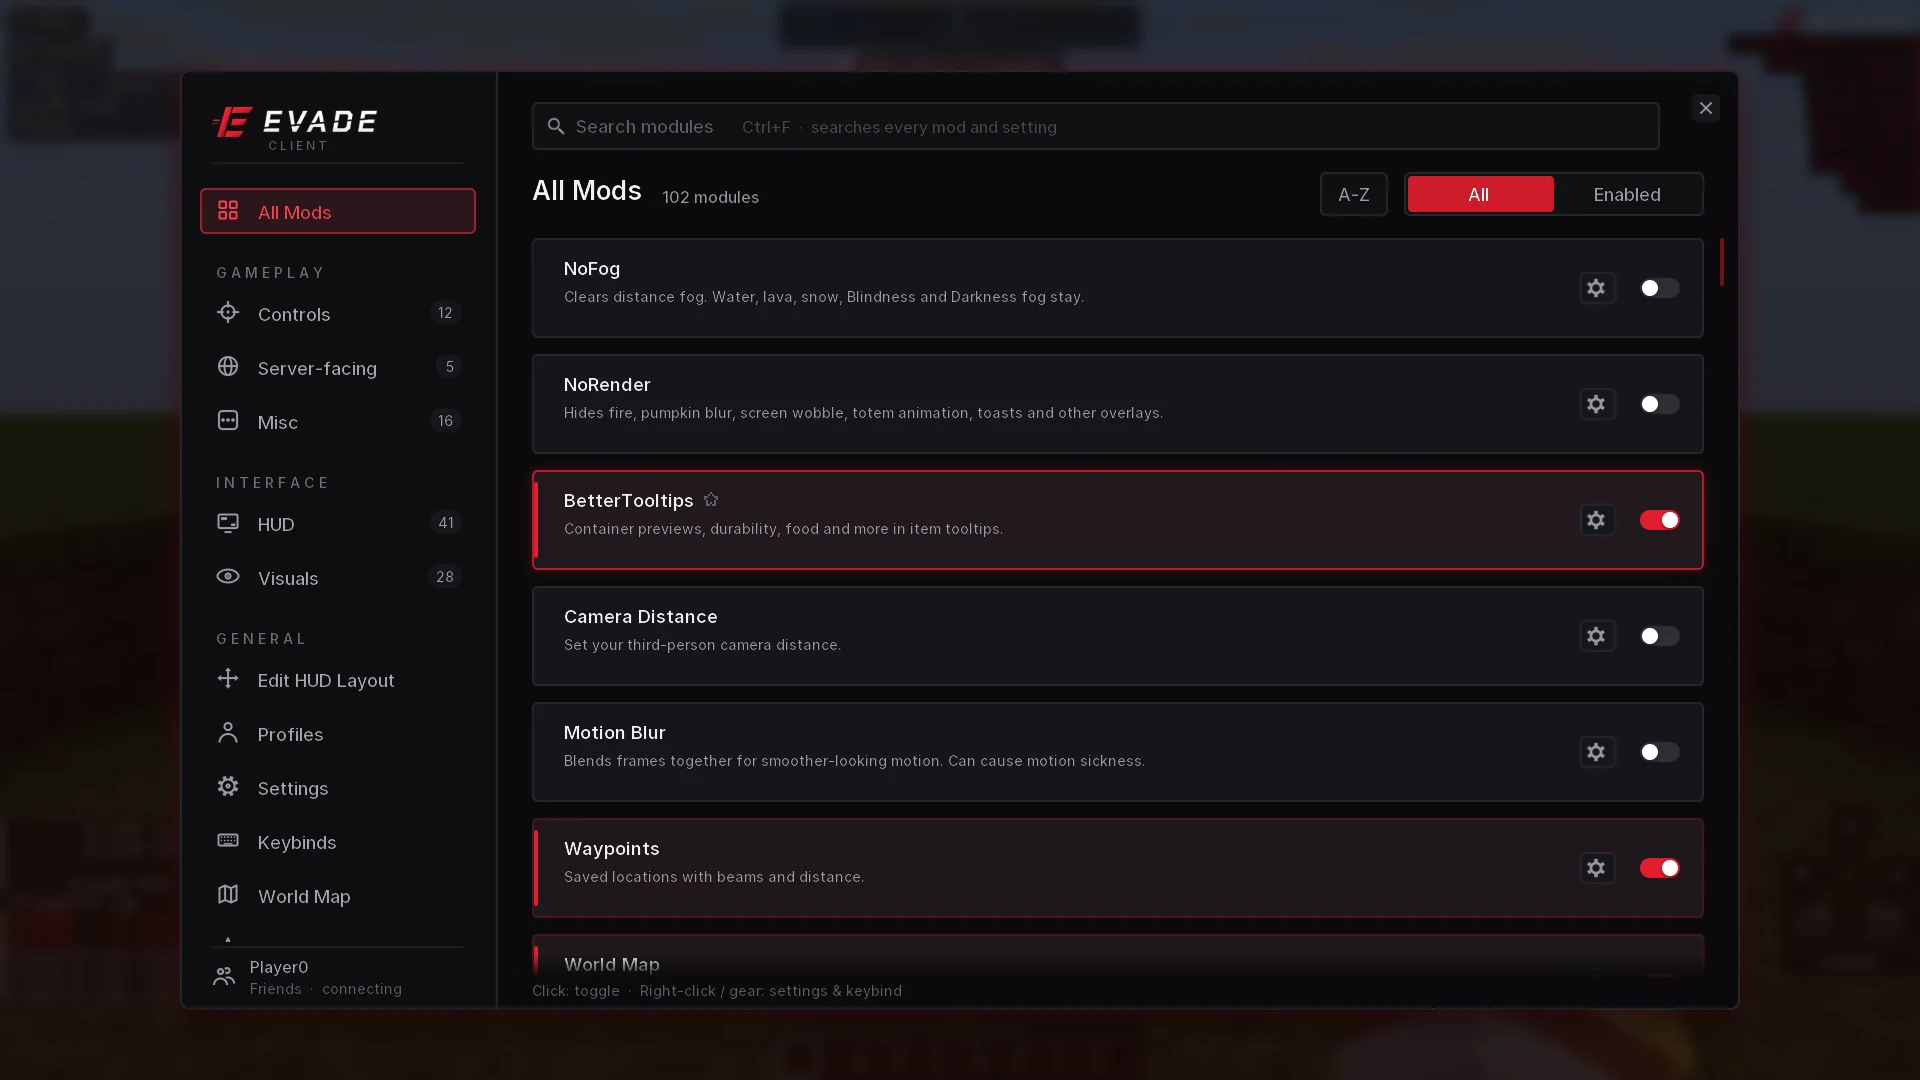 EVADE
CLIENT
All Mods
GAMEPLAY
Controls 12
Server-facing 5
Misc 16
INTERFACE
HUD 41
Visuals 28
GENERAL
Edit HUD Layout
Profiles
Settings
Keybinds
World Map
Player0
Friends · connecting
Search modules Ctrl+F · searches every mod and setting
All Mods 102 modules
A-Z All Enabled
NoFog
Clears distance fog. Water, lava, snow, Blindness and Darkness fog stay.
NoRender
Hides fire, pumpkin blur, screen wobble, totem animation, toasts and other overlays.
BetterTooltips
Container previews, durability, food and more in item tooltips.
Camera Distance
Set your third-person camera distance.
Motion Blur
Blends frames together for smoother-looking motion. Can cause motion sickness.
Waypoints
Saved locations with beams and distance.
World Map
Click: toggle · Right-click / gear: settings & keybind